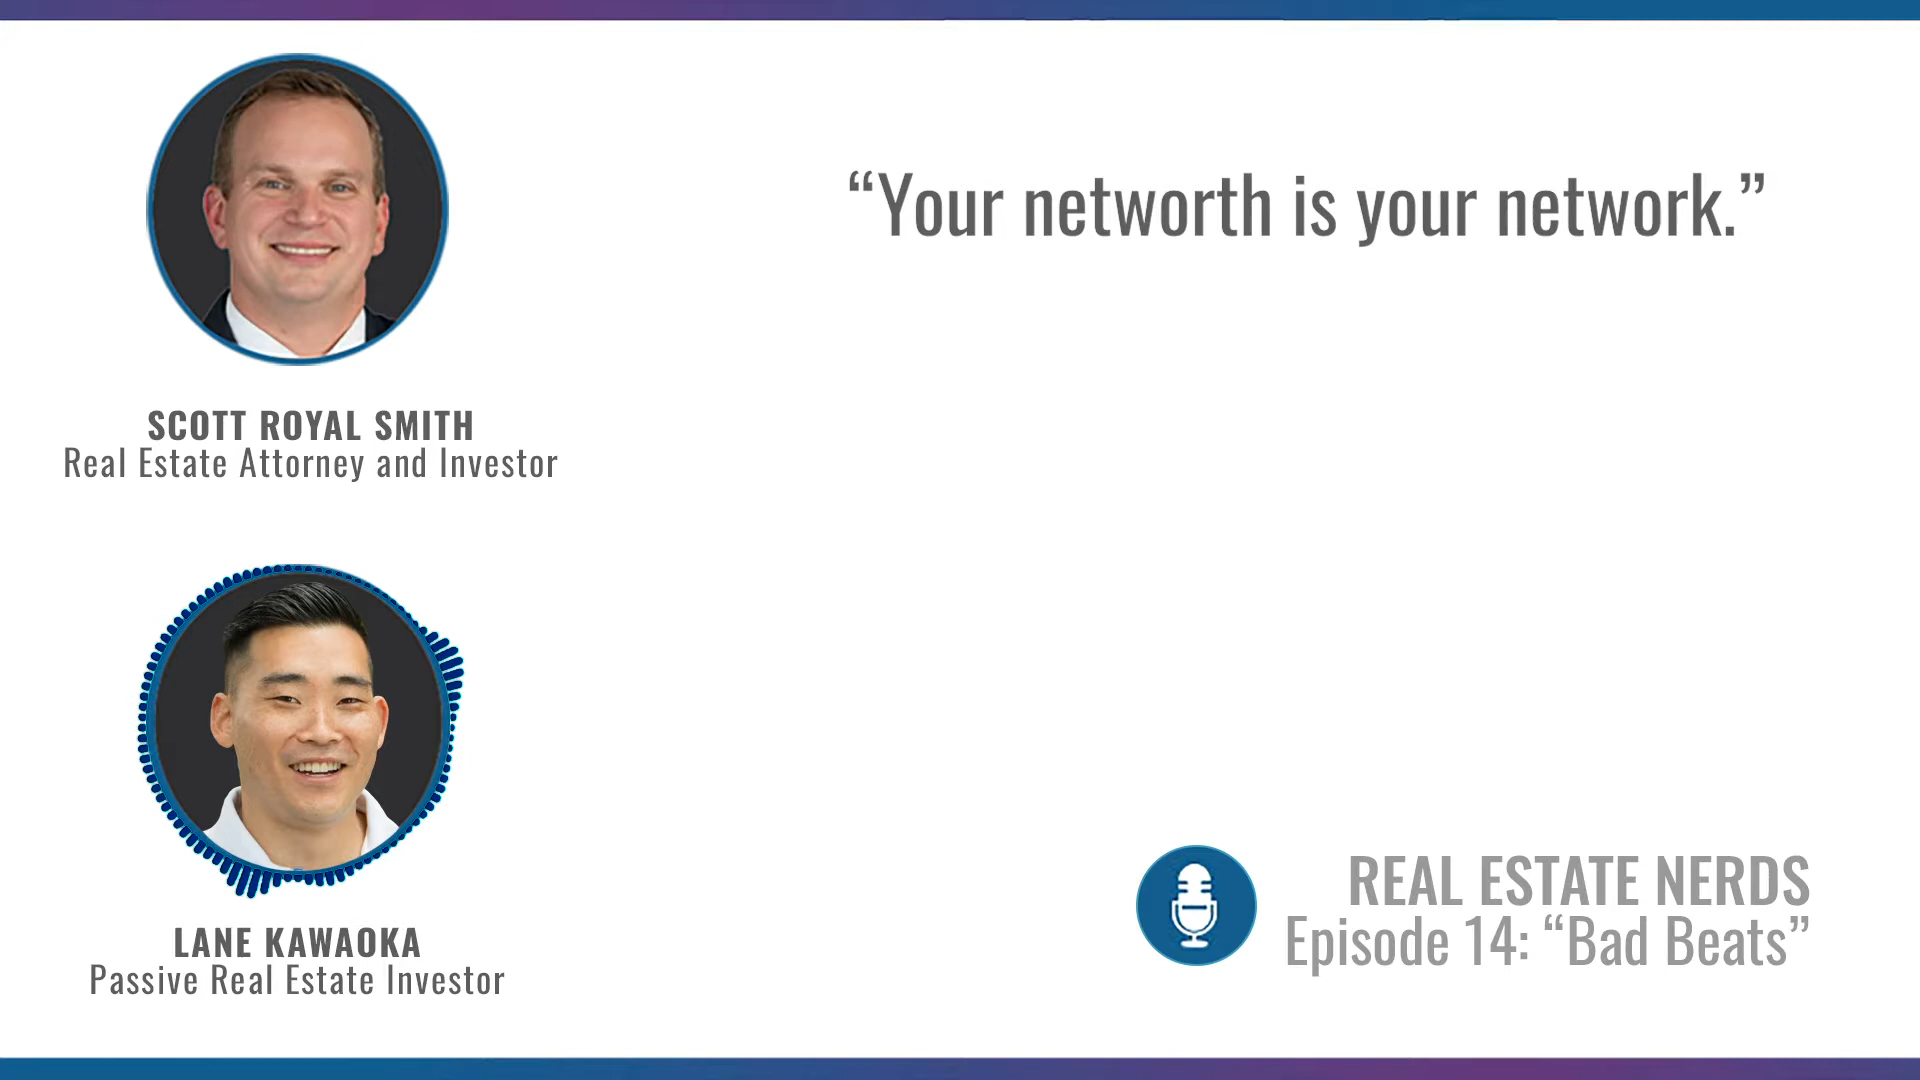 “Your networth is your network.”
SCOTT ROYAL SMITH
Real Estate Attorney and Investor
LANE KAWAOKA
Passive Real Estate Investor
REAL ESTATE NERDS
Episode 14: “Bad Beats”